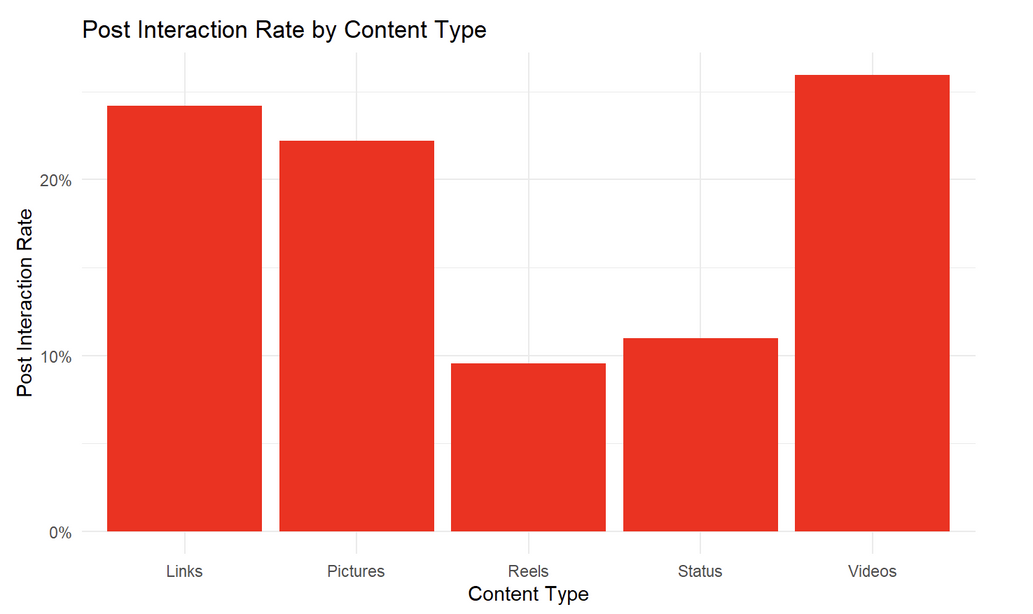 Post Interaction Rate by Content Type
Post Interaction Rate
20%
10%
0%
Links
Pictures
Reels
Status
Videos
Content Type